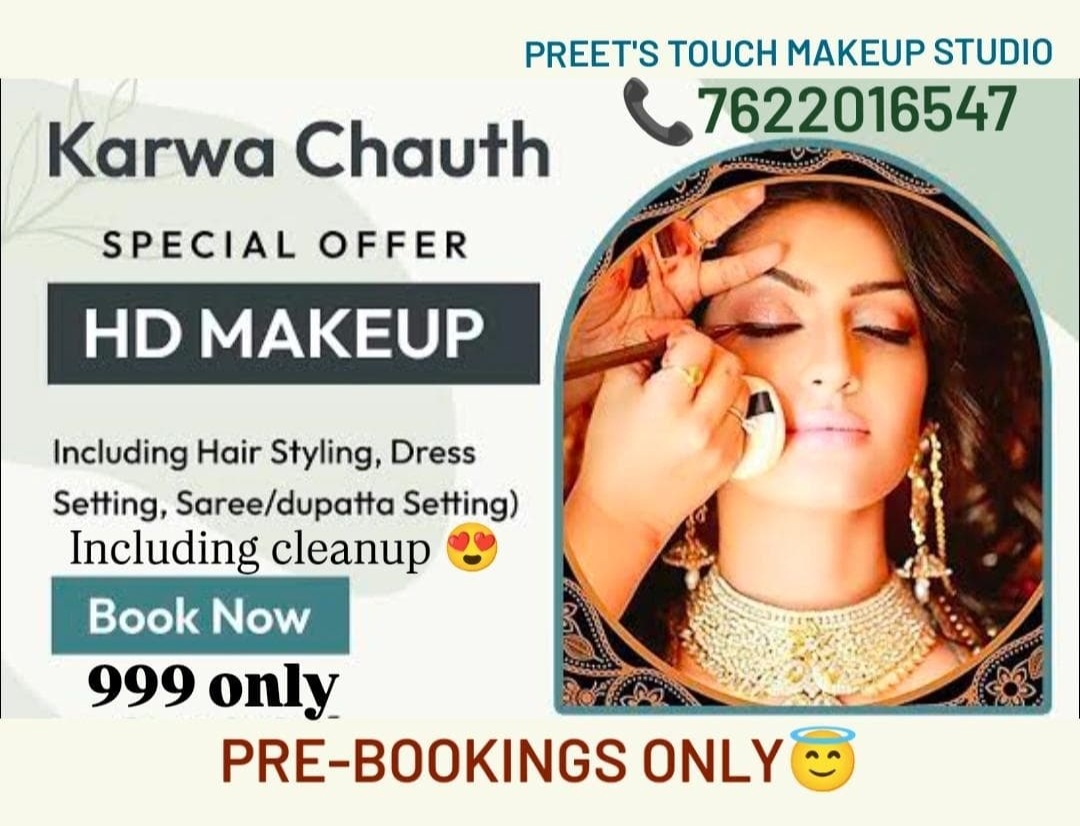 PREET'S TOUCH MAKEUP STUDIO
📞7622016547
Karwa Chauth
SPECIAL OFFER
HD MAKEUP
Including Hair Styling, Dress
Setting, Saree/dupatta Setting)
Including cleanup 😍
Book Now
999 only
PRE-BOOKINGS ONLY😇